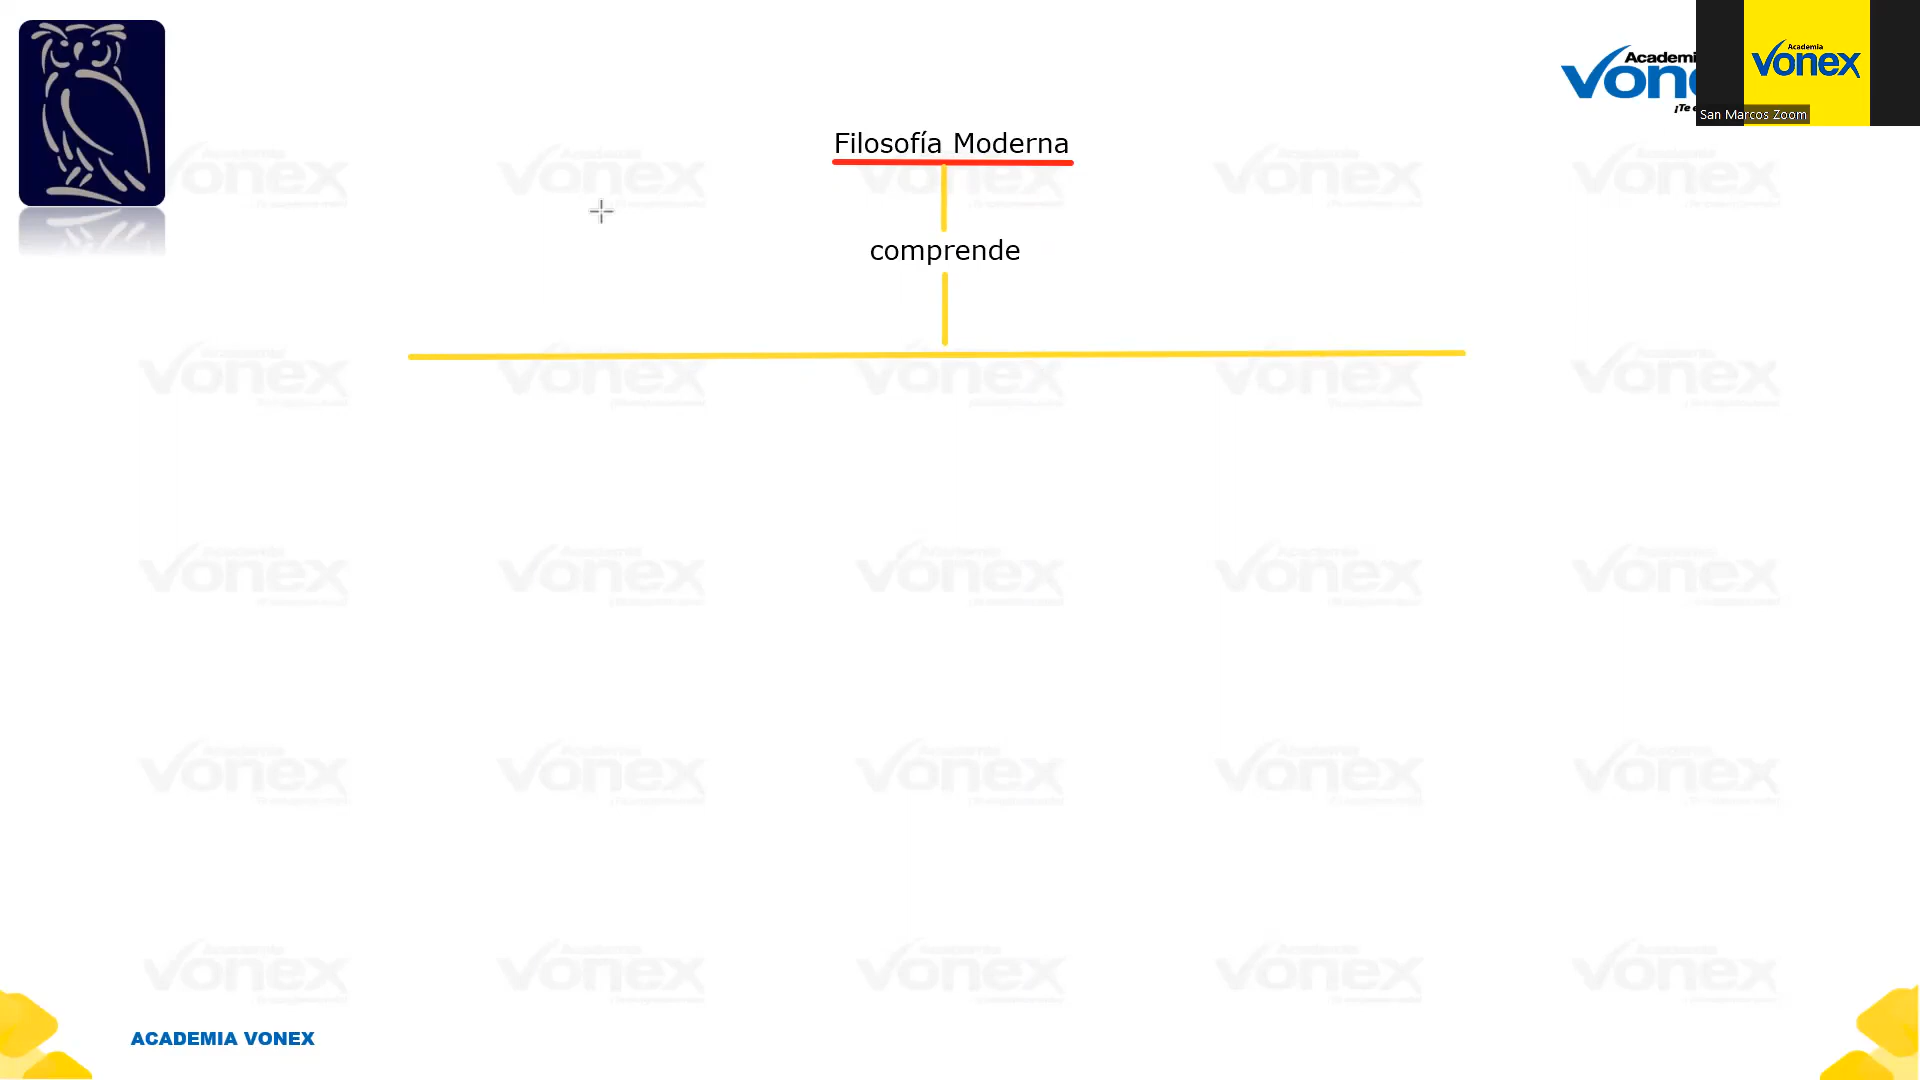 Academia
vonex
San Marcos Zoom
Filosofía Moderna
comprende
ACADEMIA VONEX